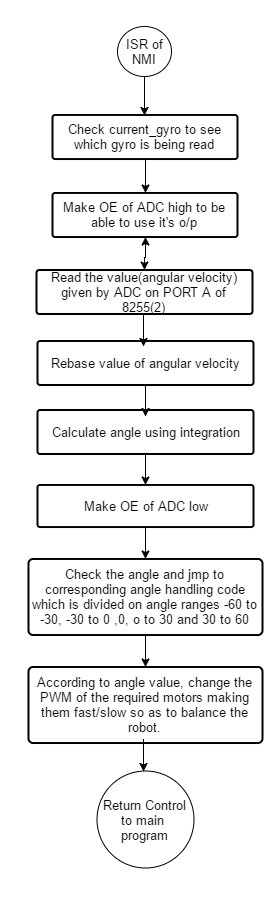 ISR of
NMI
Check current_gyro to see
which gyro is being read
Make OE of ADC high to be
able to use it's o/p
Read the value(angular velocity)
given by ADC on PORT A of
8255(2)
Rebase value of angular velocity
Calculate angle using integration
Make OE of ADC low
Check the angle and jmp to
corresponding angle handling code
which is divided on angle ranges -60 to
-30, -30 to 0 ,0, o to 30 and 30 to 60
According to angle value, change the
PWM of the required motors making
them fast/slow so as to balance the
robot.
Return Control
to main
program